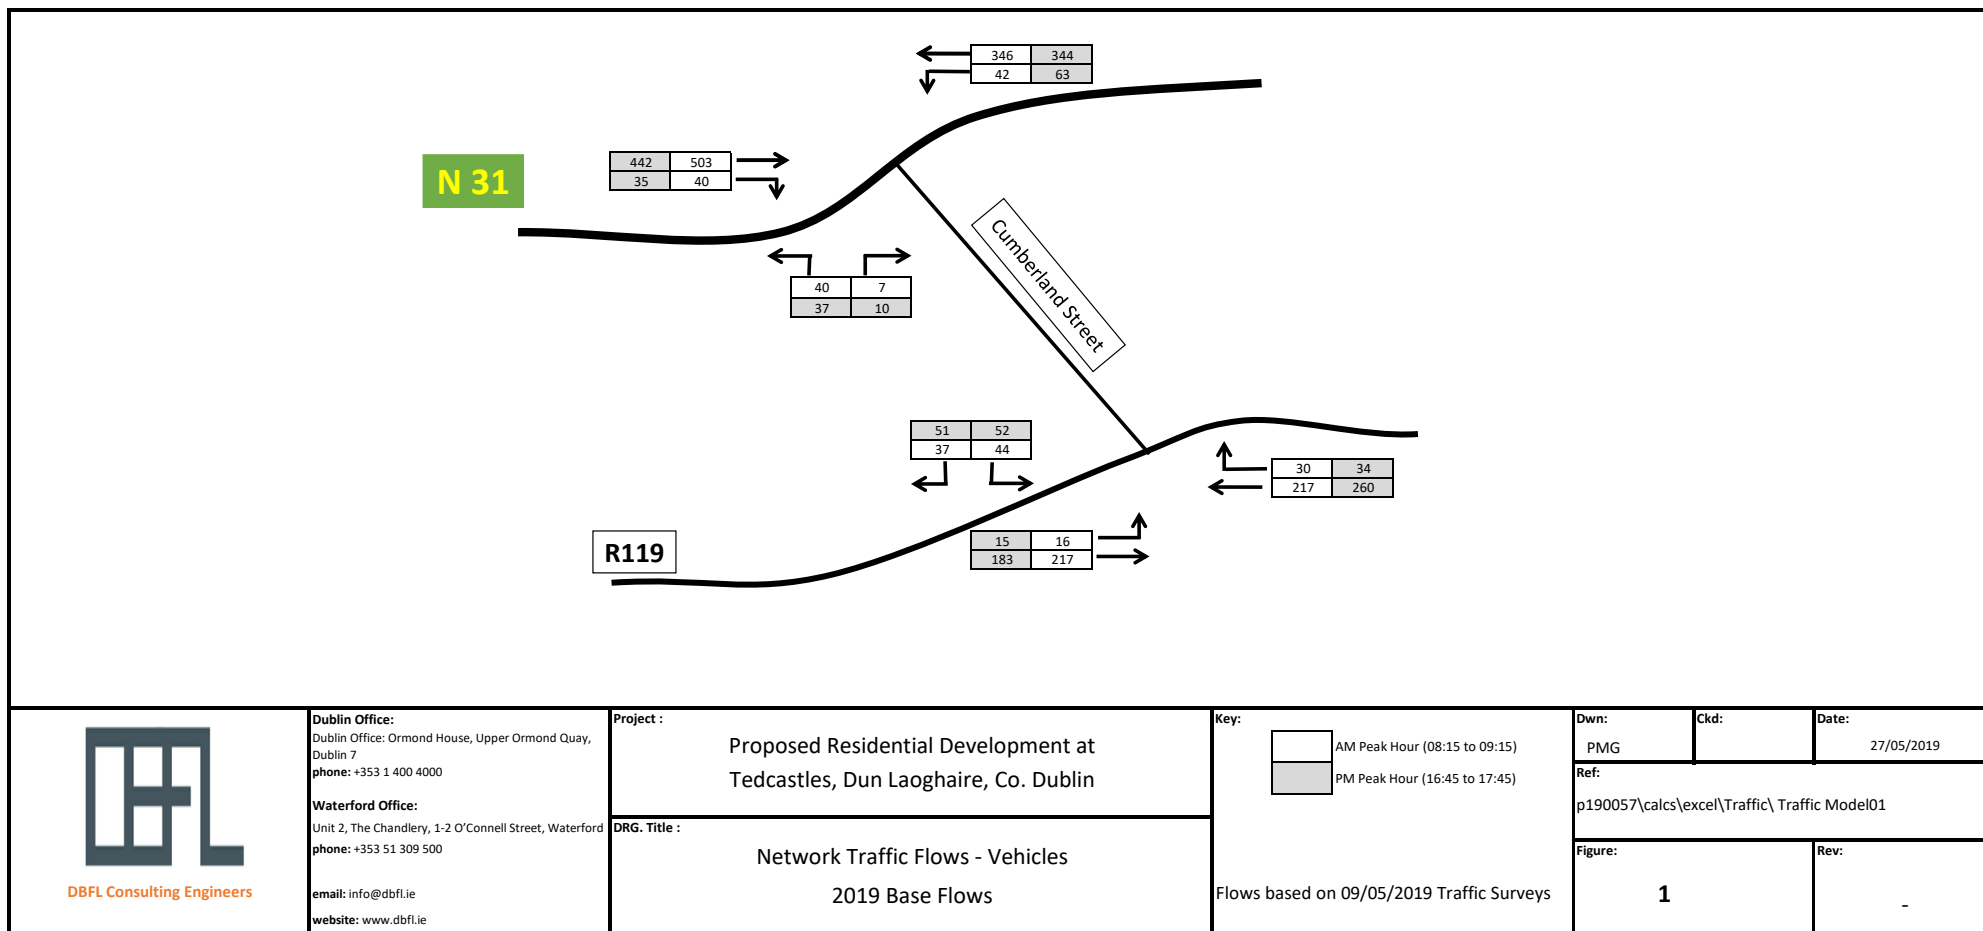 346 344
42 63
442 503
35 40
N 31
Cumberland Street
40 7
37 10
51 52
37 44
30 34
217 260
15 16
183 217
R119
DBFL Consulting Engineers
Dublin Office:
Dublin Office: Ormond House, Upper Ormond Quay,
Dublin 7
phone: +353 1 400 4000
Waterford Office:
Unit 2, The Chandlery, 1-2 O’Connell Street, Waterford
phone: +353 51 309 500
email: info@dbfl.ie
website: www.dbfl.ie
Project :
Proposed Residential Development at
Tedcastles, Dun Laoghaire, Co. Dublin
DRG. Title :
Network Traffic Flows - Vehicles
2019 Base Flows
Key:
AM Peak Hour (08:15 to 09:15)
PM Peak Hour (16:45 to 17:45)
Flows based on 09/05/2019 Traffic Surveys
Dwn:
PMG
Ckd:
Date:
27/05/2019
Ref:
p190057\calcs\excel\Traffic\ Traffic Model01
Figure:
1
Rev:
-